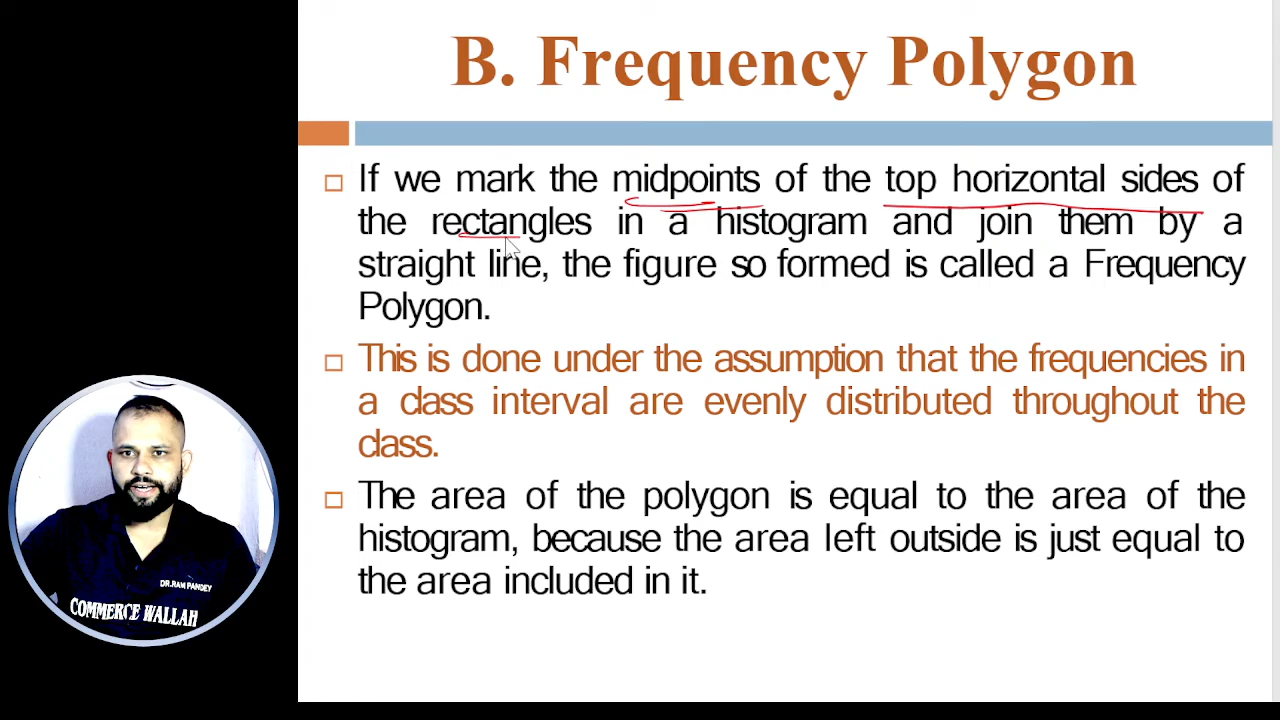 B. Frequency Polygon
If we mark the midpoints of the top horizontal sides of
the rectangles in a histogram and join them by a
straight line, the figure so formed is called a Frequency
Polygon.
This is done under the assumption that the frequencies in
a class interval are evenly distributed throughout the
class.
The area of the polygon is equal to the area of the
histogram, because the area left outside is just equal to
the area included in it.
DR.RAM PANDEY
COMMERCE WALLAH